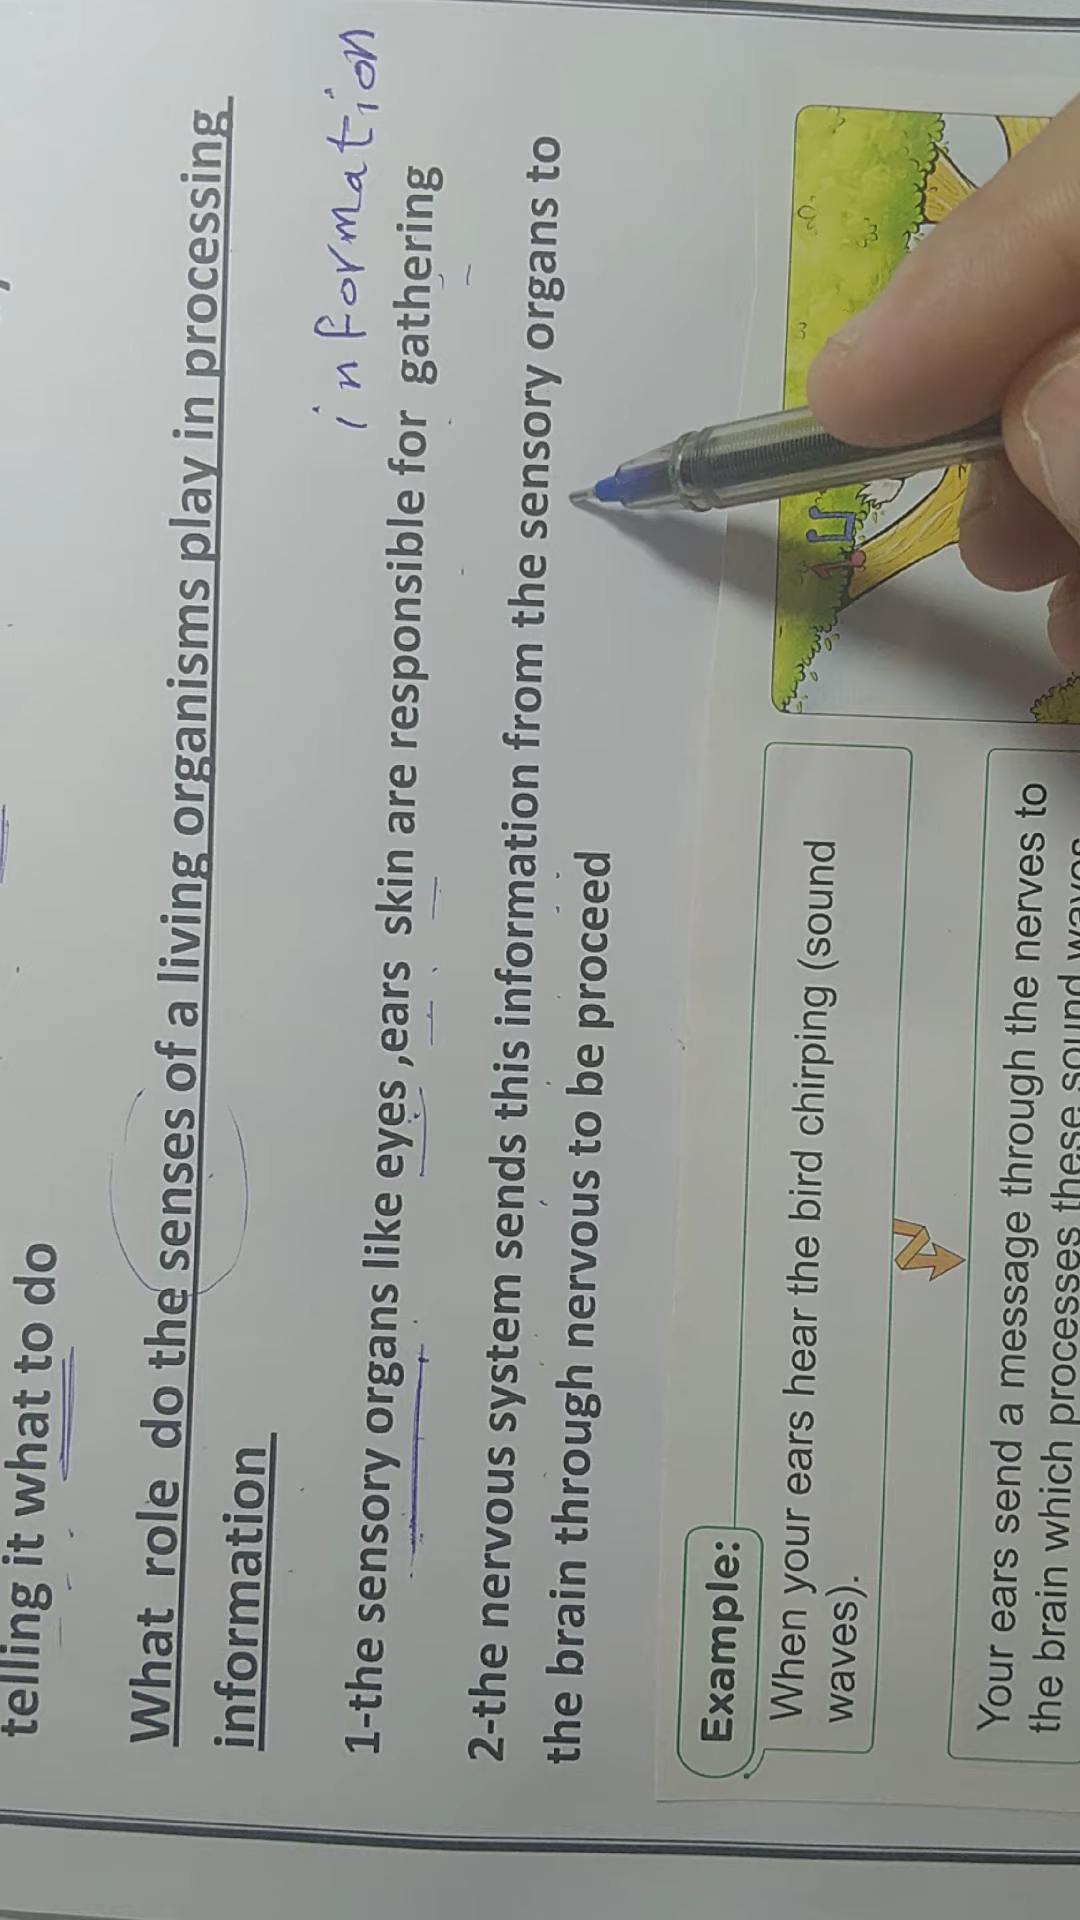 telling it what to do
What role do the senses of a living organisms play in processing
information
information
1-the sensory organs like eyes ,ears skin are responsible for gathering
2-the nervous system sends this information from the sensory organs to
the brain through nervous to be proceed
Example:
When your ears hear the bird chirping (sound
waves).
Your ears send a message through the nerves to
the brain which processes these sound waves